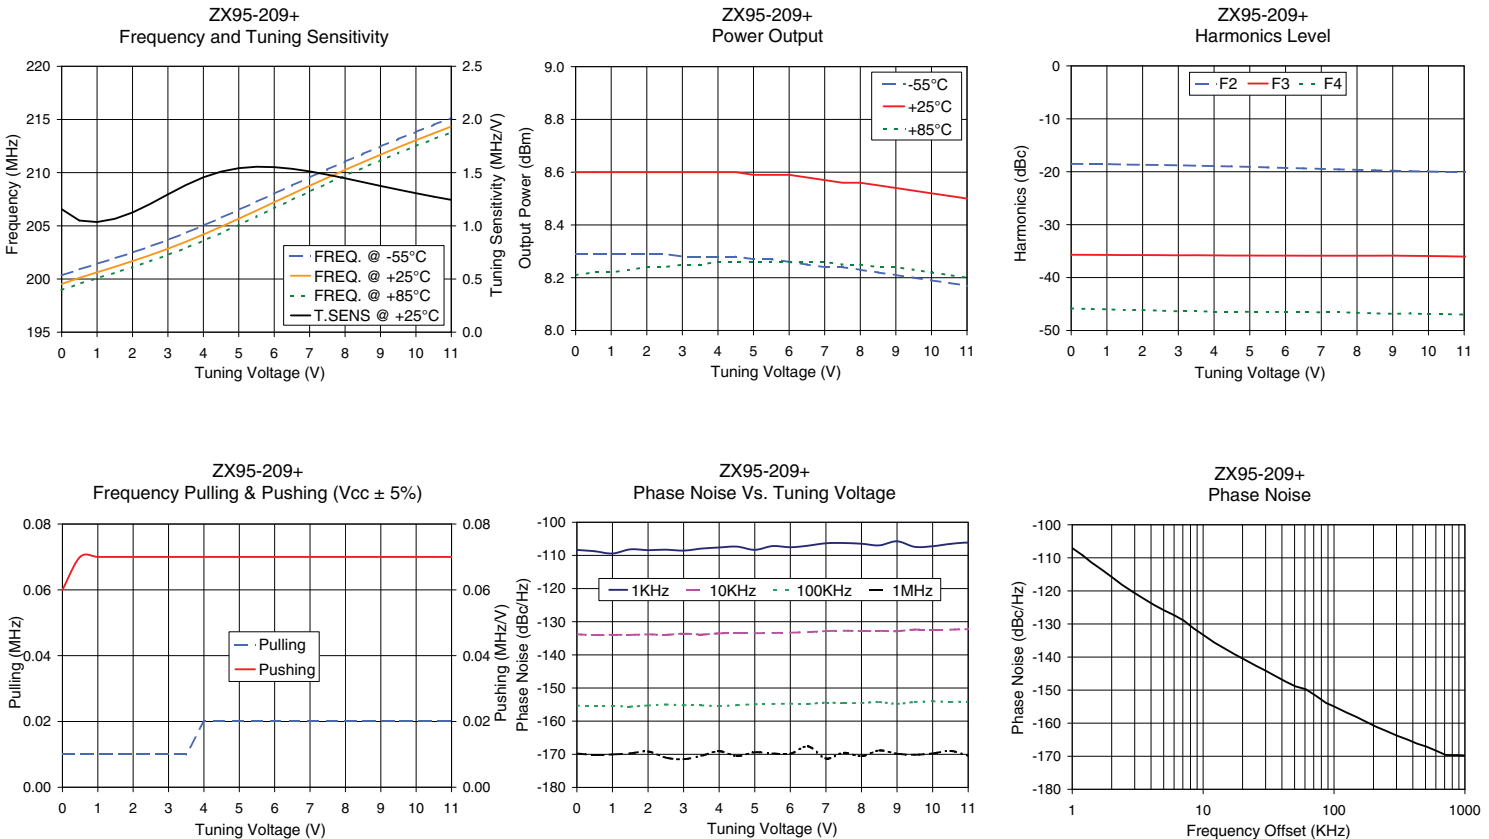 ZX95-209+
Frequency and Tuning Sensitivity
220
215
210
205
200
195
2.5
2.0
1.5
1.0
0.5
0.0
Frequency (MHz)
Tuning Sensitivity (MHz/V)
FREQ. @ -55°C
FREQ. @ +25°C
FREQ. @ +85°C
T.SENS @ +25°C
0 1 2 3 4 5 6 7 8 9 10 11
Tuning Voltage (V)
ZX95-209+
Power Output
9.0
8.8
8.6
8.4
8.2
8.0
Output Power (dBm)
-55°C
+25°C
+85°C
0 1 2 3 4 5 6 7 8 9 10 11
Tuning Voltage (V)
ZX95-209+
Harmonics Level
0
-10
-20
-30
-40
-50
Harmonics (dBc)
F2 F3 F4
0 1 2 3 4 5 6 7 8 9 10 11
Tuning Voltage (V)
ZX95-209+
Frequency Pulling & Pushing (Vcc ± 5%)
0.08
0.06
0.04
0.02
0.00
0.08
0.06
0.04
0.02
0.00
Pulling (MHz)
Pushing (MHz/V)
Pulling
Pushing
0 1 2 3 4 5 6 7 8 9 10 11
Tuning Voltage (V)
ZX95-209+
Phase Noise Vs. Tuning Voltage
-100
-110
-120
-130
-140
-150
-160
-170
-180
Phase Noise (dBc/Hz)
1KHz 10KHz 100KHz 1MHz
0 1 2 3 4 5 6 7 8 9 10 11
Tuning Voltage (V)
ZX95-209+
Phase Noise
-100
-110
-120
-130
-140
-150
-160
-170
-180
Phase Noise (dBc/Hz)
1 10 100 1000
Frequency Offset (KHz)